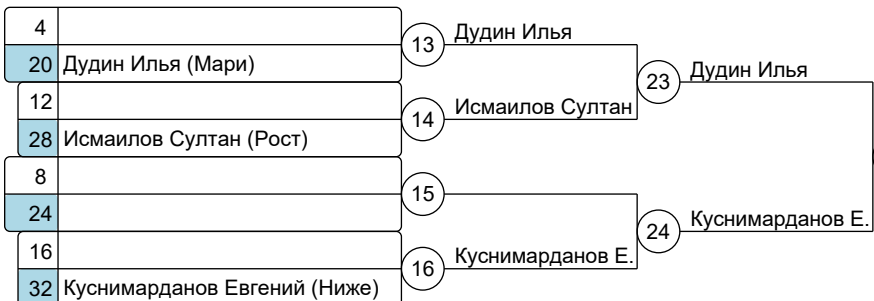 4
13 Дудин Илья
20 Дудин Илья (Мари)
23 Дудин Илья
12
14 Исмаилов Султан
28 Исмаилов Султан (Рост)
8
15
24
24 Куснимарданов Е.
16
16 Куснимарданов Е.
32 Куснимарданов Евгений (Ниже)